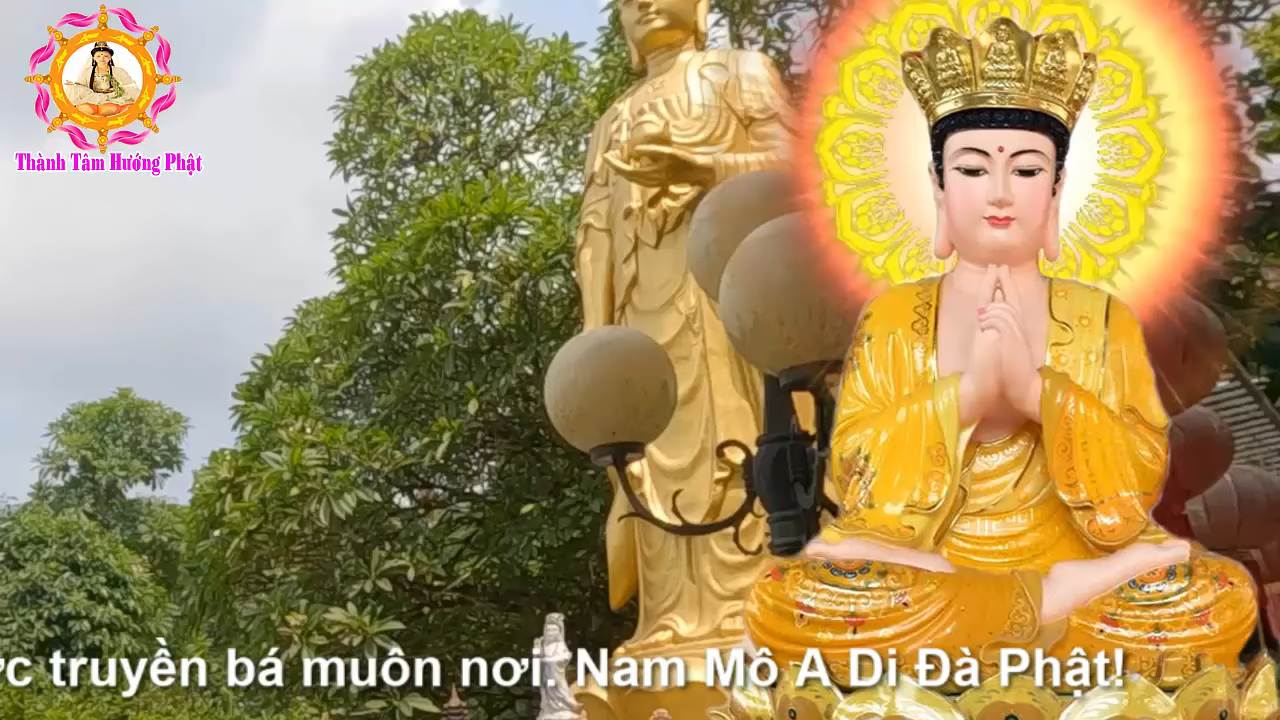 Thành Tâm Hướng Phật
truyền bá muôn nơi. Nam Mô A Di Đà Phật!